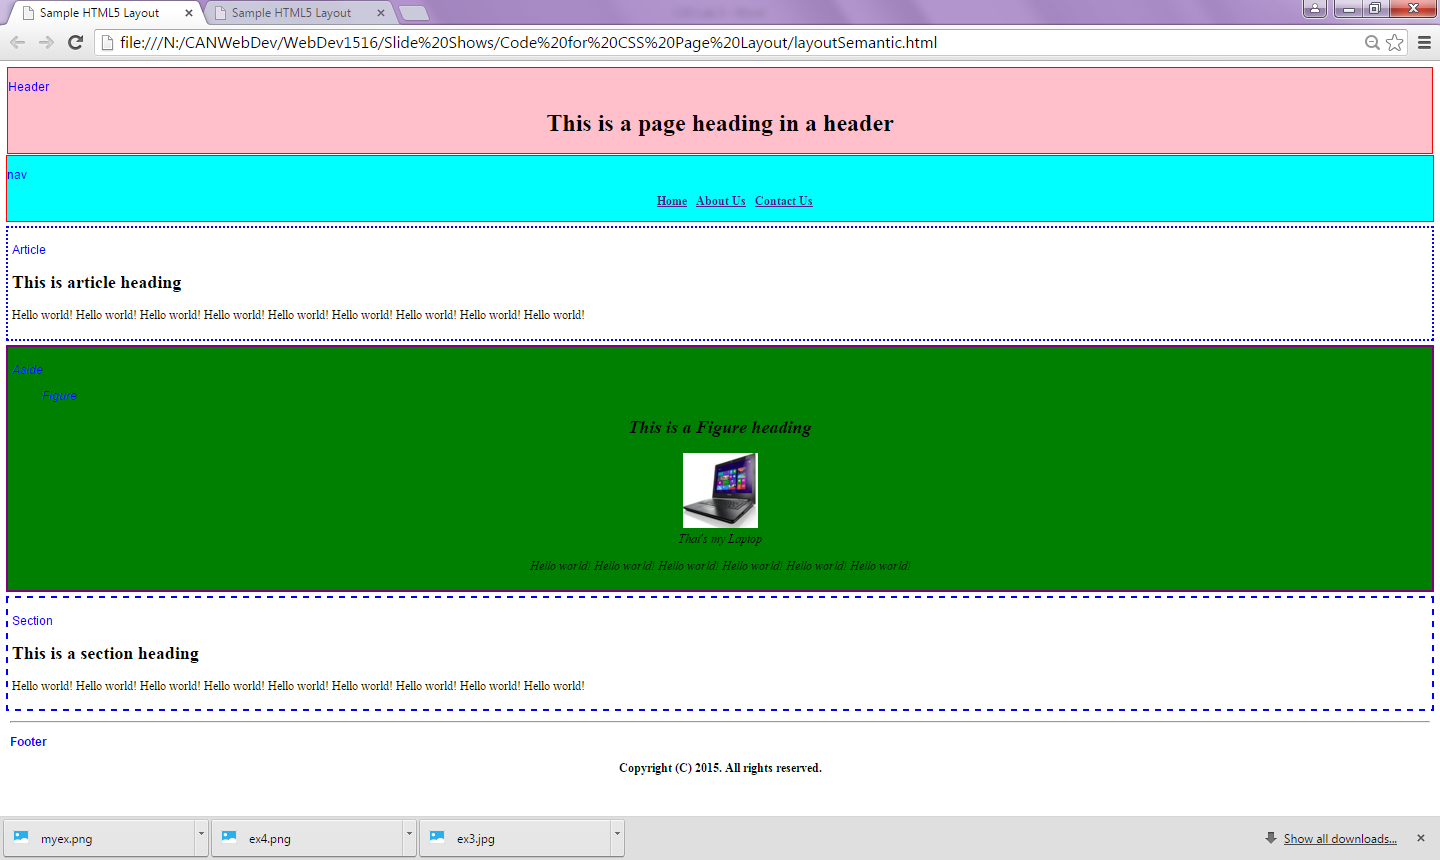 Sample HTML5 Layout
Sample HTML5 Layout
file:///N:/CANWebDev/WebDev1516/Slide%20Shows/Code%20for%20CSS%20Page%20Layout/layoutSemantic.html
Header
This is a page heading in a header
nav
Home About Us Contact Us
Article
This is article heading
Hello world! Hello world! Hello world! Hello world! Hello world! Hello world! Hello world! Hello world! Hello world!
Aside
Figure
This is a Figure heading
That's my Laptop
Hello world! Hello world! Hello world! Hello world! Hello world! Hello world!
Section
This is a section heading
Hello world! Hello world! Hello world! Hello world! Hello world! Hello world! Hello world! Hello world! Hello world!
Footer
Copyright (C) 2015. All rights reserved.
myex.png
ex4.png
ex3.jpg
Show all downloads...